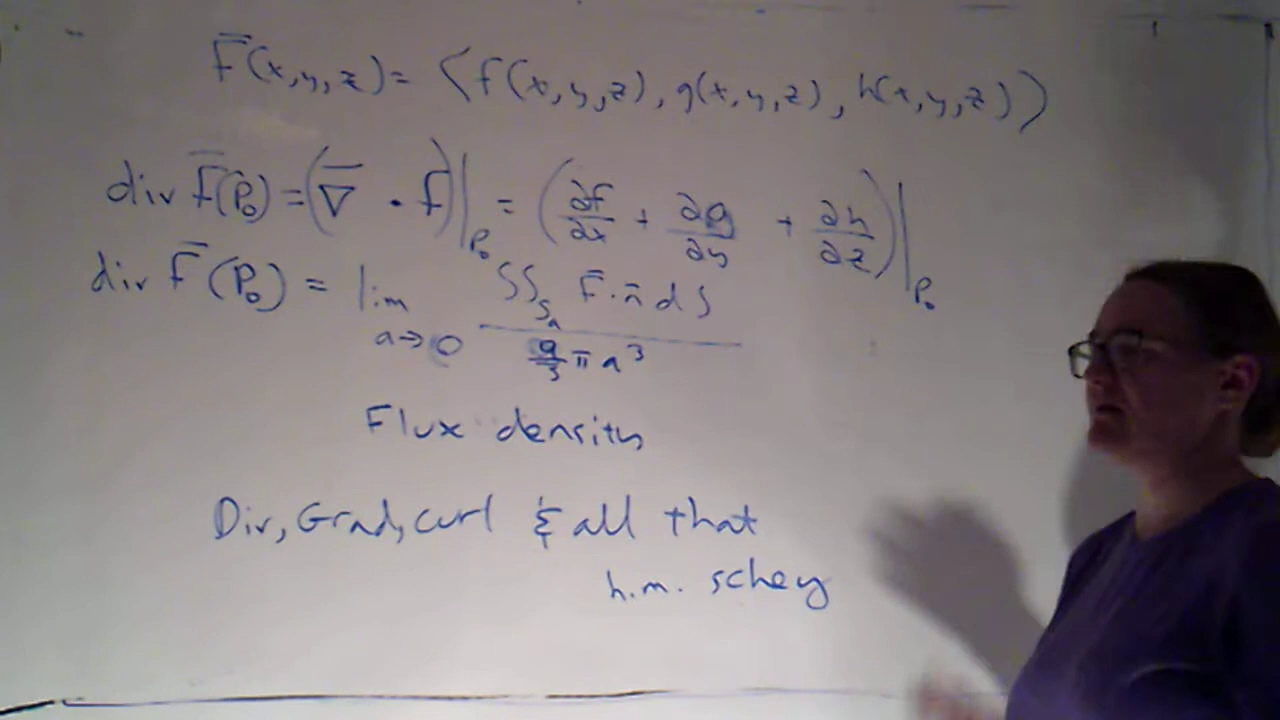 F̄(x,y,z) = ⟨f(x,y,z), g(x,y,z), h(x,y,z)⟩
div F̄(P₀) = (∇̄ · f)|P₀ = (∂f/∂x + ∂g/∂y + ∂h/∂z)|P₀
div F̄(P₀) = lim a→0 ∫∫Sₐ F̄·n̄ dS / 4/3 π a³
Flux density
Div, Grad, curl & all that
h.m. schey